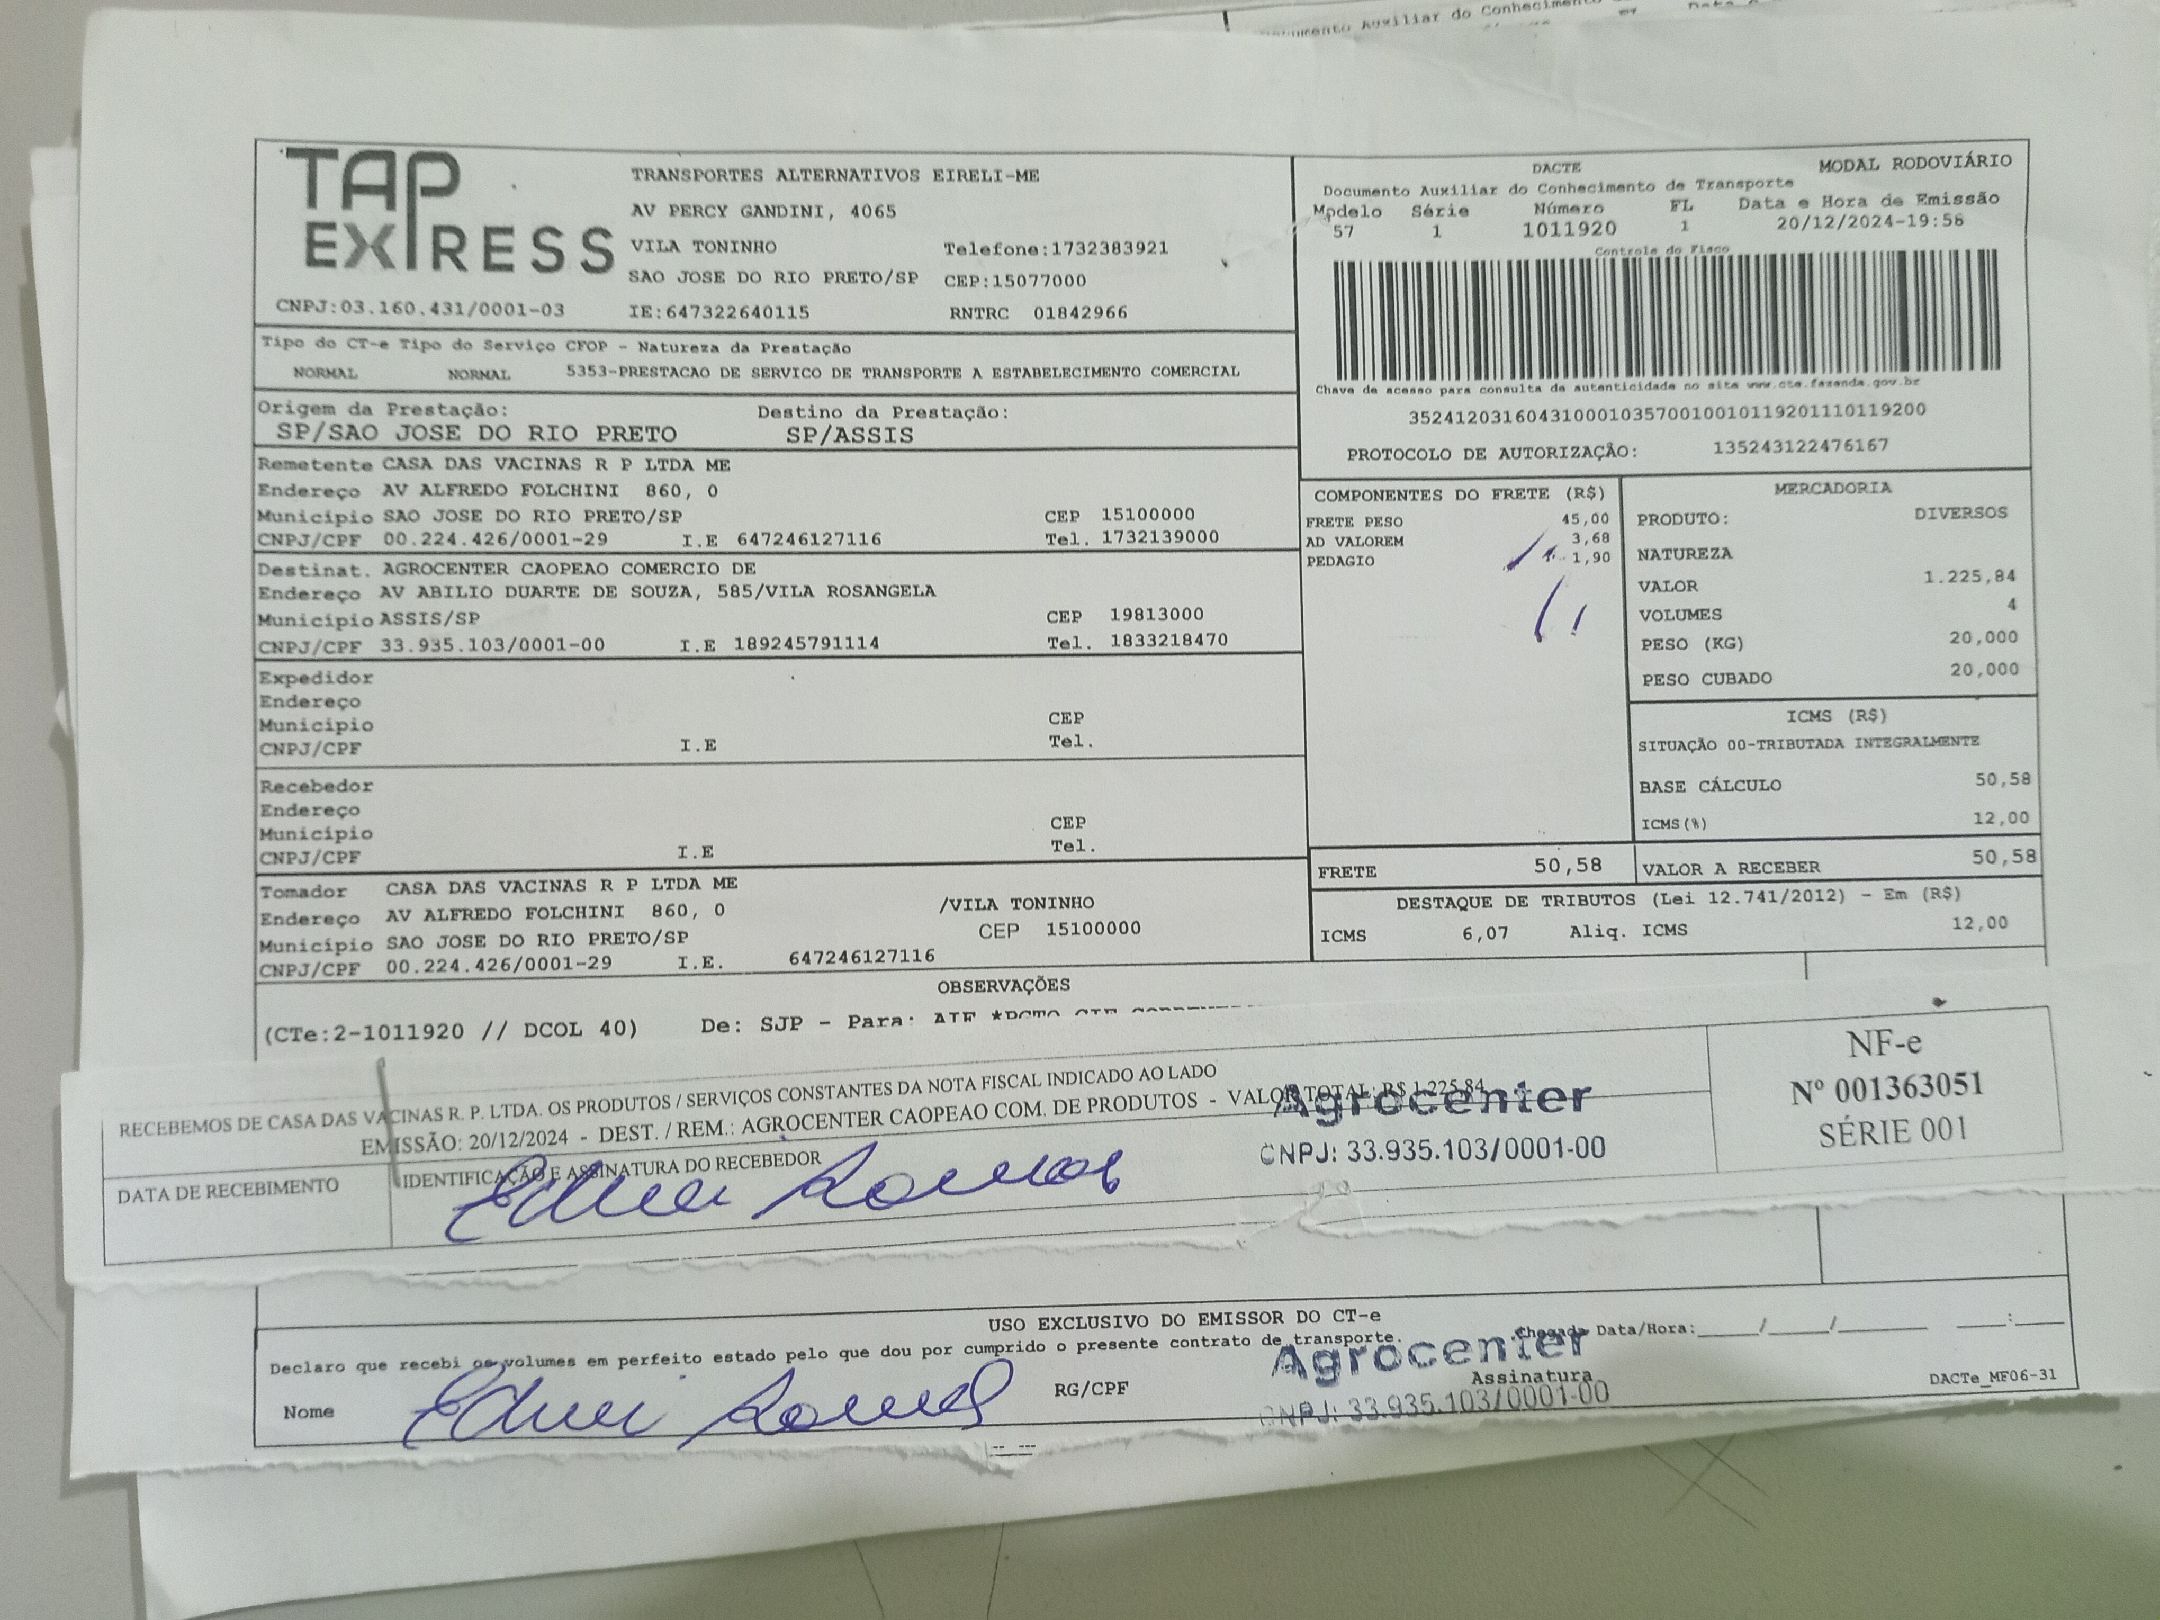 TAP EXPRESS
TRANSPORTES ALTERNATIVOS EIRELI-ME
AV PERCY GANDINI, 4065
VILA TONINHO Telefone:1732383921
SAO JOSE DO RIO PRETO/SP CEP:15077000
CNPJ:03.160.431/0001-03 IE:647322640115 RNTRC 01842966
DACTE MODAL RODOVIÁRIO
Documento Auxiliar do Conhecimento de Transporte
Modelo Série Número FL Data e Hora de Emissão
57 1 1011920 1 20/12/2024-19:58
Controle do Fisco
Chave de acesso para consulta de autenticidade no site www.cte.fazenda.gov.br
35241203160431000103570010010119201110119200
PROTOCOLO DE AUTORIZAÇÃO: 135243122476167
Tipo do CT-e Tipo do Serviço CFOP - Natureza da Prestação
NORMAL NORMAL 5353-PRESTACAO DE SERVICO DE TRANSPORTE A ESTABELECIMENTO COMERCIAL
Origem da Prestação: Destino da Prestação:
SP/SAO JOSE DO RIO PRETO SP/ASSIS
Remetente CASA DAS VACINAS R P LTDA ME
Endereço AV ALFREDO FOLCHINI 860, 0
Municipio SAO JOSE DO RIO PRETO/SP CEP 15100000
CNPJ/CPF 00.224.426/0001-29 I.E 647246127116 Tel. 1732139000
Destinat. AGROCENTER CAOPEAO COMERCIO DE
Endereço AV ABILIO DUARTE DE SOUZA, 585/VILA ROSANGELA
Municipio ASSIS/SP CEP 19813000
CNPJ/CPF 33.935.103/0001-00 I.E 189245791114 Tel. 1833218470
Expedidor
Endereço
Municipio CEP
CNPJ/CPF I.E Tel.
Recebedor
Endereço
Municipio CEP
CNPJ/CPF I.E Tel.
Tomador CASA DAS VACINAS R P LTDA ME
Endereço AV ALFREDO FOLCHINI 860, 0 /VILA TONINHO
Municipio SAO JOSE DO RIO PRETO/SP CEP 15100000
CNPJ/CPF 00.224.426/0001-29 I.E. 647246127116
COMPONENTES DO FRETE (R$)
FRETE PESO 45,00
AD VALOREM 3,68
PEDAGIO 1,90
MERCADORIA
PRODUTO: DIVERSOS
NATUREZA
VALOR 1.225,84
VOLUMES 4
PESO (KG) 20,000
PESO CUBADO 20,000
ICMS (R$)
SITUAÇÃO 00-TRIBUTADA INTEGRALMENTE
BASE CÁLCULO 50,58
ICMS(%) 12,00
FRETE 50,58 VALOR A RECEBER 50,58
DESTAQUE DE TRIBUTOS (Lei 12.741/2012) - Em (R$)
ICMS 6,07 Aliq. ICMS 12,00
OBSERVAÇÕES
(CTe:2-1011920 // DCOL 40) De: SJP - Para:
RECEBEMOS DE CASA DAS VACINAS R. P. LTDA. OS PRODUTOS / SERVIÇOS CONSTANTES DA NOTA FISCAL INDICADO AO LADO
EMISSÃO: 20/12/2024 - DEST. / REM.: AGROCENTER CAOPEAO COM. DE PRODUTOS - VALOR TOTAL: R$ 1.225,84
DATA DE RECEBIMENTO IDENTIFICAÇÃO E ASSINATURA DO RECEBEDOR
Agrocenter
CNPJ: 33.935.103/0001-00
NF-e
Nº 001363051
SÉRIE 001
USO EXCLUSIVO DO EMISSOR DO CT-e
Declaro que recebi os volumes em perfeito estado pelo que dou por cumprido o presente contrato de transporte. Chegada Data/Hora:_____/_____/_______ ____:____
Agrocenter
Nome RG/CPF Assinatura
CNPJ: 33.935.103/0001-00
DACTe_MF06-31